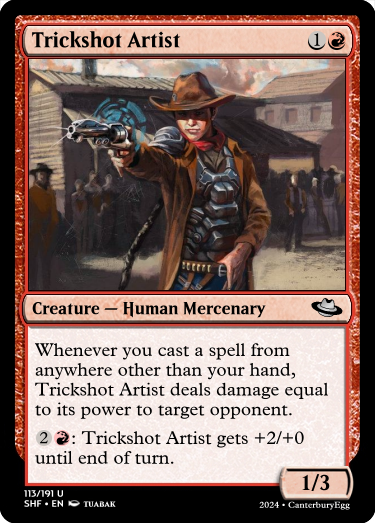 Trickshot Artist 1
Creature — Human Mercenary
Whenever you cast a spell from
anywhere other than your hand,
Trickshot Artist deals damage equal
to its power to target opponent.
2 : Trickshot Artist gets +2/+0
until end of turn.
1/3
113/191 U
SHF • EN TUABAK
2024 • CanterburyEgg